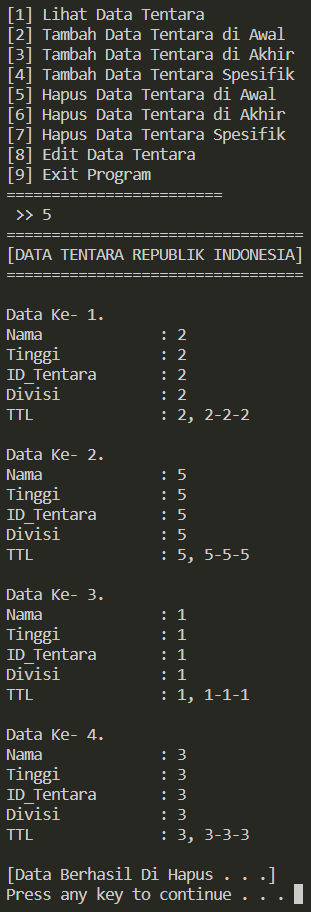 [1] Lihat Data Tentara
[2] Tambah Data Tentara di Awal
[3] Tambah Data Tentara di Akhir
[4] Tambah Data Tentara Spesifik
[5] Hapus Data Tentara di Awal
[6] Hapus Data Tentara di Akhir
[7] Hapus Data Tentara Spesifik
[8] Edit Data Tentara
[9] Exit Program
========================
>> 5
=================================
[DATA TENTARA REPUBLIK INDONESIA]
=================================
Data Ke- 1.
Nama : 2
Tinggi : 2
ID_Tentara : 2
Divisi : 2
TTL : 2, 2-2-2
Data Ke- 2.
Nama : 5
Tinggi : 5
ID_Tentara : 5
Divisi : 5
TTL : 5, 5-5-5
Data Ke- 3.
Nama : 1
Tinggi : 1
ID_Tentara : 1
Divisi : 1
TTL : 1, 1-1-1
Data Ke- 4.
Nama : 3
Tinggi : 3
ID_Tentara : 3
Divisi : 3
TTL : 3, 3-3-3
[Data Berhasil Di Hapus . . .]
Press any key to continue . . .